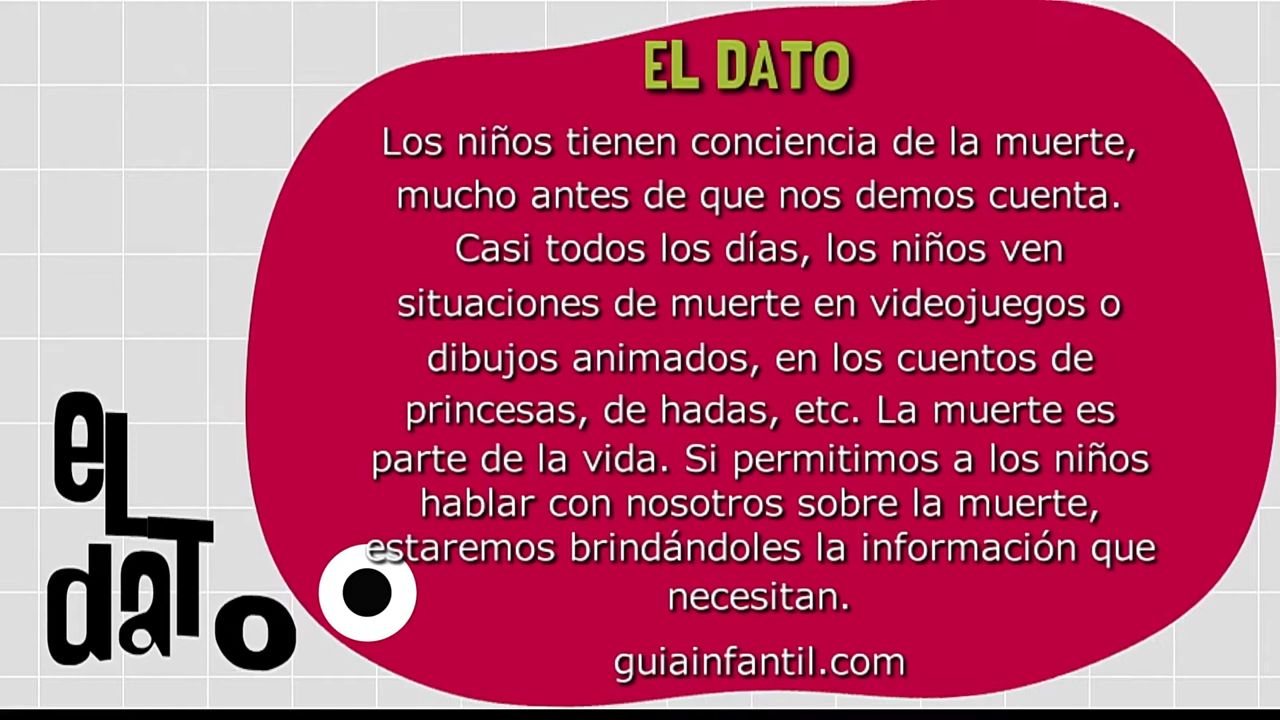 EL DATO
Los niños tienen conciencia de la muerte,
mucho antes de que nos demos cuenta.
Casi todos los días, los niños ven
situaciones de muerte en videojuegos o
dibujos animados, en los cuentos de
princesas, de hadas, etc. La muerte es
parte de la vida. Si permitimos a los niños
hablar con nosotros sobre la muerte,
estaremos brindándoles la información que
necesitan.
guiainfantil.com
eL
daTo